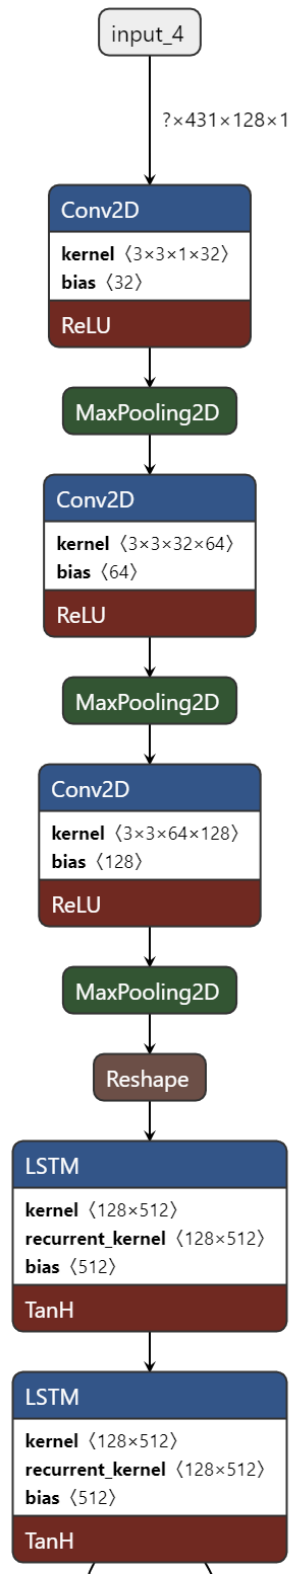 input_4
?×431×128×1
Conv2D
kernel 〈3×3×1×32〉
bias 〈32〉
ReLU
MaxPooling2D
Conv2D
kernel 〈3×3×32×64〉
bias 〈64〉
ReLU
MaxPooling2D
Conv2D
kernel 〈3×3×64×128〉
bias 〈128〉
ReLU
MaxPooling2D
Reshape
LSTM
kernel 〈128×512〉
recurrent_kernel 〈128×512〉
bias 〈512〉
TanH
LSTM
kernel 〈128×512〉
recurrent_kernel 〈128×512〉
bias 〈512〉
TanH